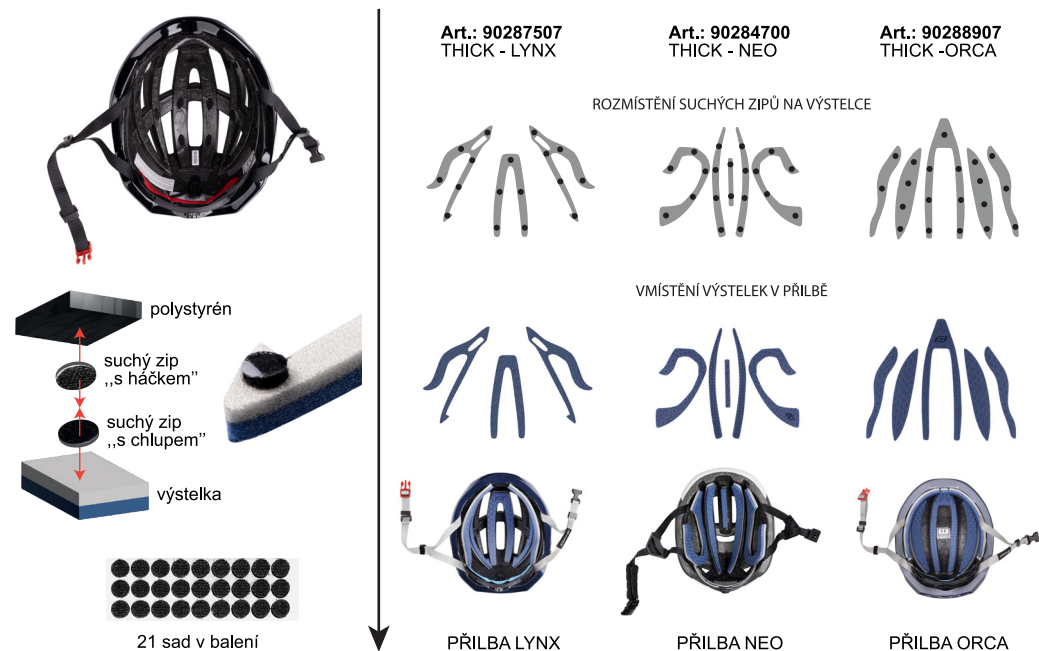 Art.: 90287507
THICK - LYNX
Art.: 90284700
THICK - NEO
Art.: 90288907
THICK -ORCA
ROZMÍSTĚNÍ SUCHÝCH ZIPŮ NA VÝSTELCE
VMÍSTĚNÍ VÝSTELEK V PŘILBĚ
polystyrén
suchý zip
,,s háčkem"
suchý zip
,,s chlupem"
výstelka
21 sad v balení
PŘILBA LYNX
PŘILBA NEO
PŘILBA ORCA